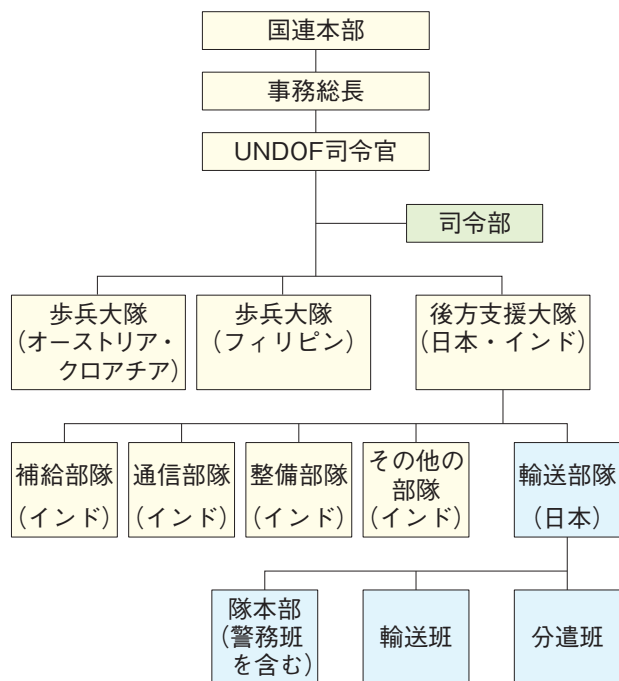 国連本部
事務総長
UNDOF司令官
司令部
歩兵大隊
(オーストリア・
クロアチア)
歩兵大隊
(フィリピン)
後方支援大隊
(日本・インド)
補給部隊
(インド)
通信部隊
(インド)
整備部隊
(インド)
その他の
部隊
(インド)
輸送部隊
(日本)
隊本部
(警務班
を含む)
輸送班
分遣班